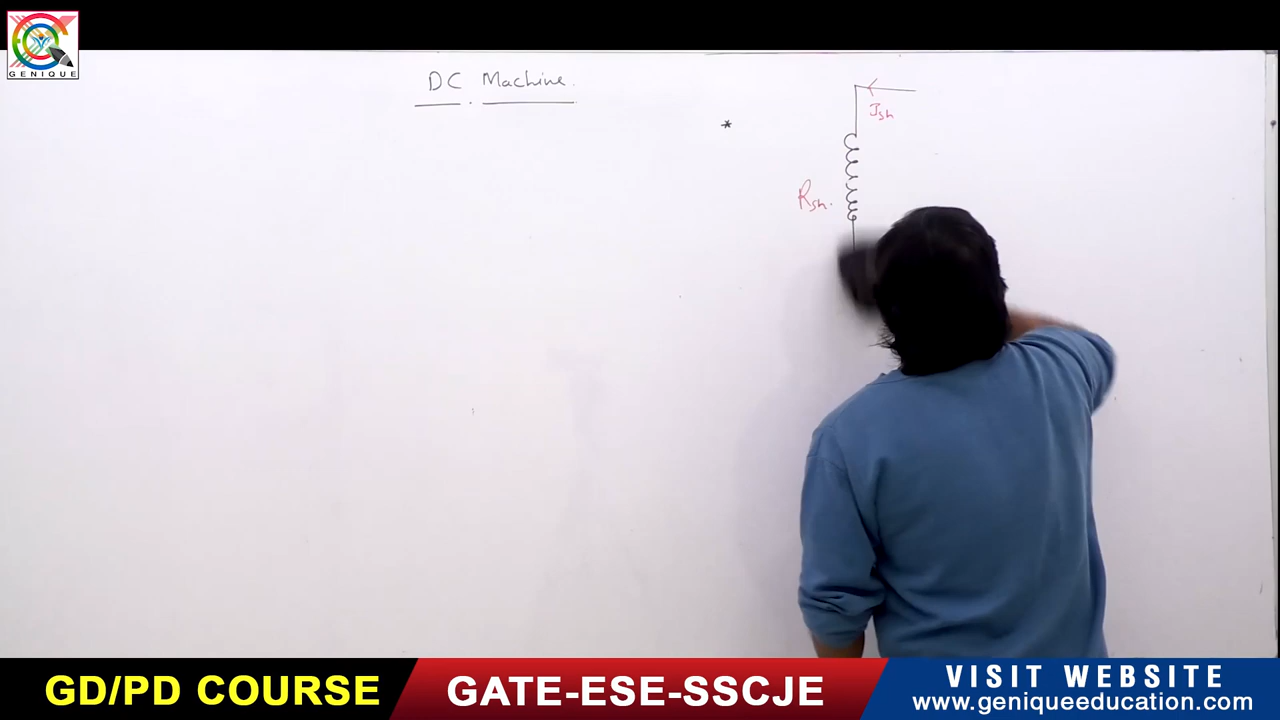 GENIQUE
DC Machine.
*
Ish
Rsh.
GD/PD COURSE
GATE-ESE-SSCJE
VISIT WEBSITE
www.geniqueeducation.com